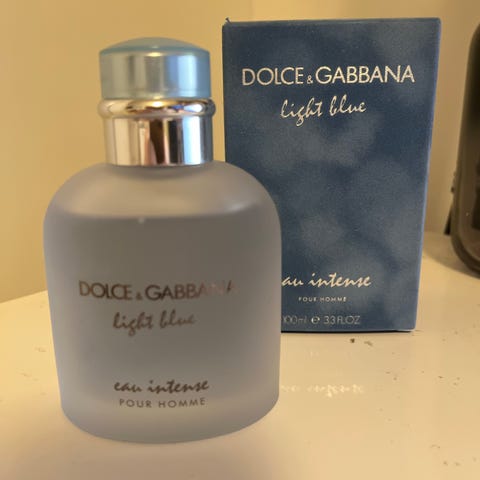 DOLCE & GABBANA
light blue
eau intense
POUR HOMME
100ml e 3.3 FL.OZ
DOLCE & GABBANA
light blue
eau intense
POUR HOMME